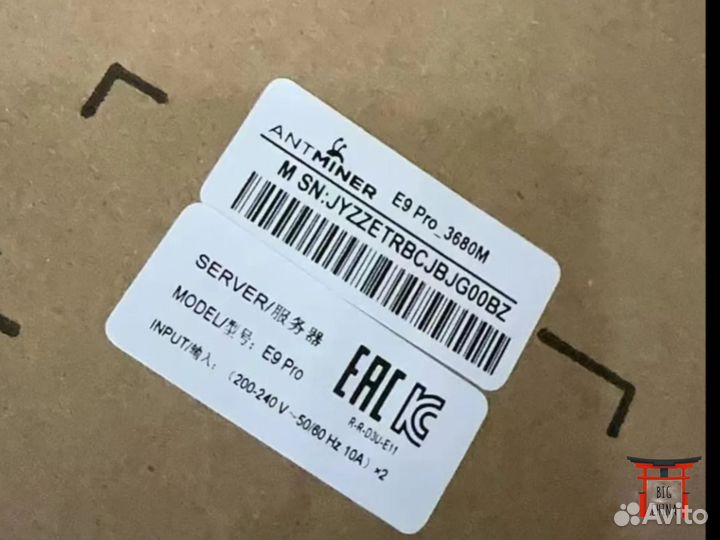 ANTMINER E9 Pro_3680M
M SN:JYZZETRBCJBJG00BZ
SERVER/服务器
MODEL/型号: E9 Pro
INPUT/输入: (200-240 V~50/60 Hz 10A) ×2
EAC
R-R-D3U-E11
BIG
Avito